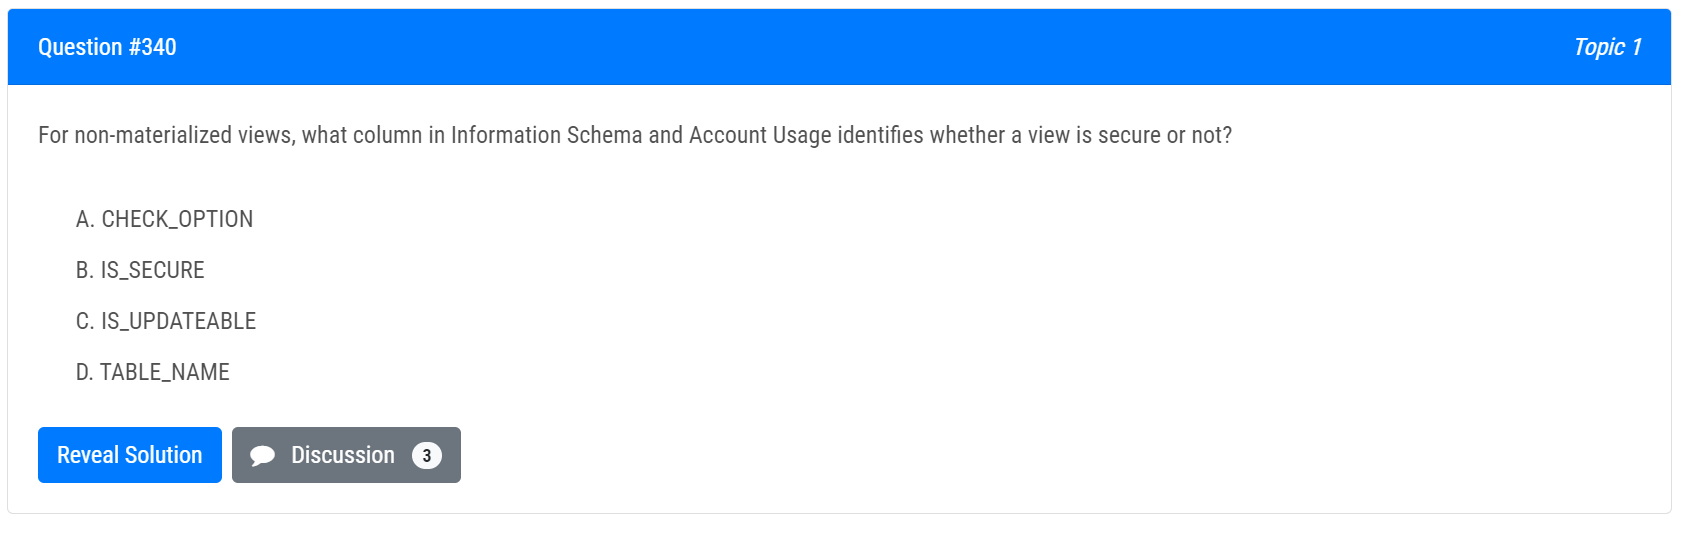 Question #340
Topic 1
For non-materialized views, what column in Information Schema and Account Usage identifies whether a view is secure or not?
A. CHECK_OPTION
B. IS_SECURE
C. IS_UPDATEABLE
D. TABLE_NAME
Reveal Solution
Discussion 3